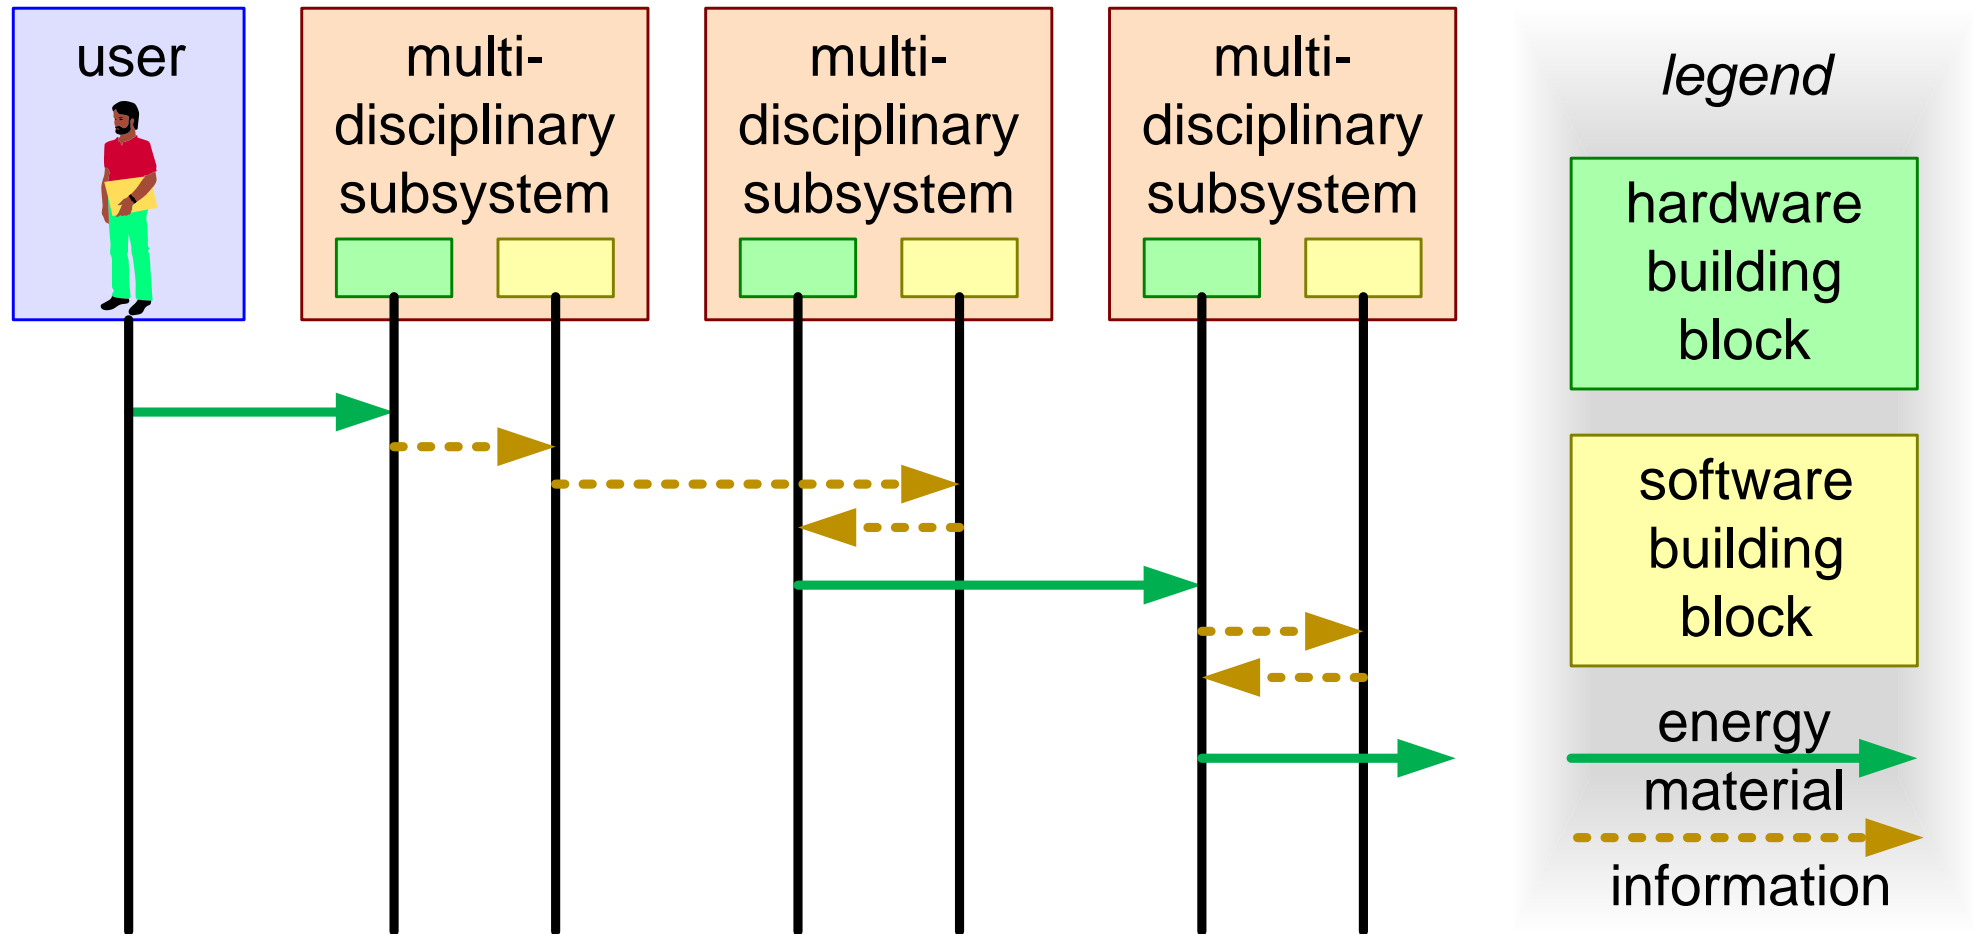 user
multi-
disciplinary
subsystem
multi-
disciplinary
subsystem
multi-
disciplinary
subsystem
legend
hardware
building
block
software
building
block
energy
material
information